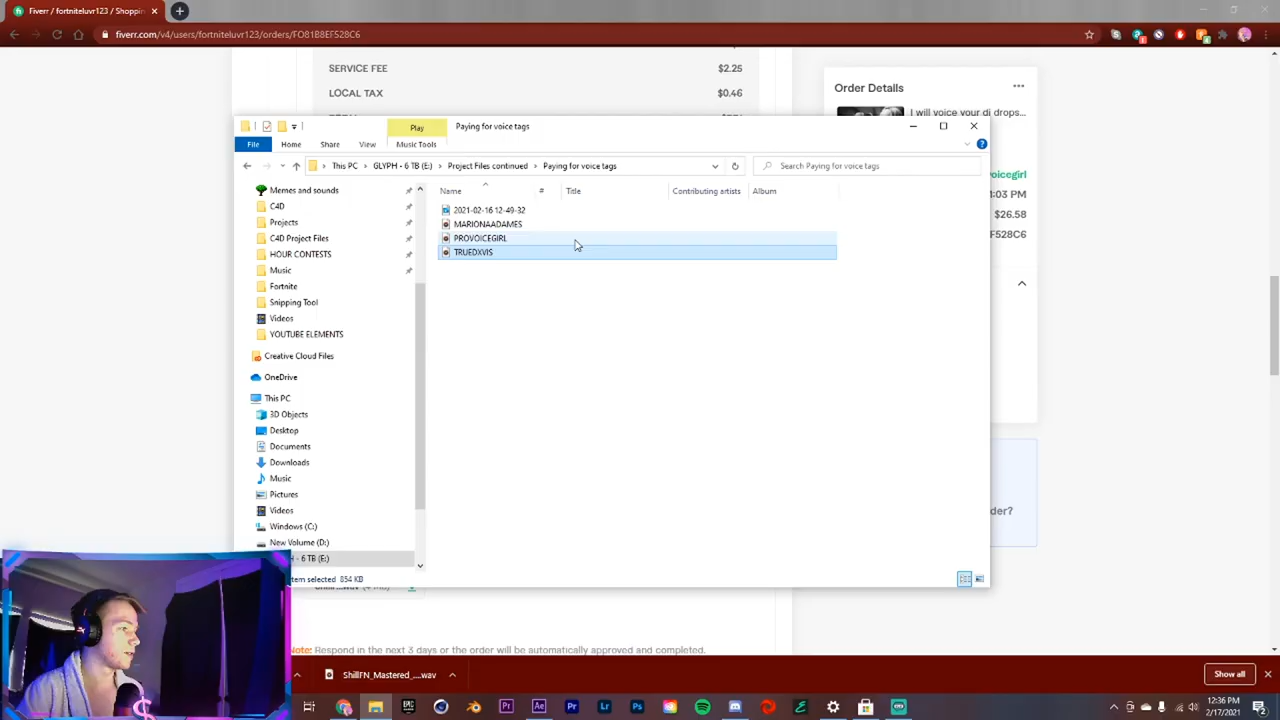 Fiverr / fortniteluvr123 / Shoppin
fiverr.com/v4/users/fortniteluvr123/orders/FO81B8EF528C6
SERVICE FEE
$2.25
LOCAL TAX
$0.46
Order Details
I will voice your dj drops...
Play
Paying for voice tags
File
Home
Share
View
Music Tools
This PC
GLYPH - 6 TB (E:)
Project Files continued
Paying for voice tags
Search Paying for voice tags
oicegirl
1:03 PM
$26.58
F528C6
Name
#
Title
Contributing artists
Album
Memes and sounds
C4D
Projects
C4D Project Files
HOUR CONTESTS
Music
Fortnite
Snipping Tool
Videos
YOUTUBE ELEMENTS
Creative Cloud Files
OneDrive
This PC
3D Objects
Desktop
Documents
Downloads
Music
Pictures
Videos
Windows (C:)
New Volume (D:)
H - 6 TB (E:)
2021-02-16 12-49-32
MARIONAADAMES
PROVOICEGIRL
TRUEDXVIS
der?
tem selected 854 KB
Note: Respond in the next 3 days or the order will be automatically approved and completed.
ShillFN_Mastered_....wav
Show all
12:36 PM
2/17/2021